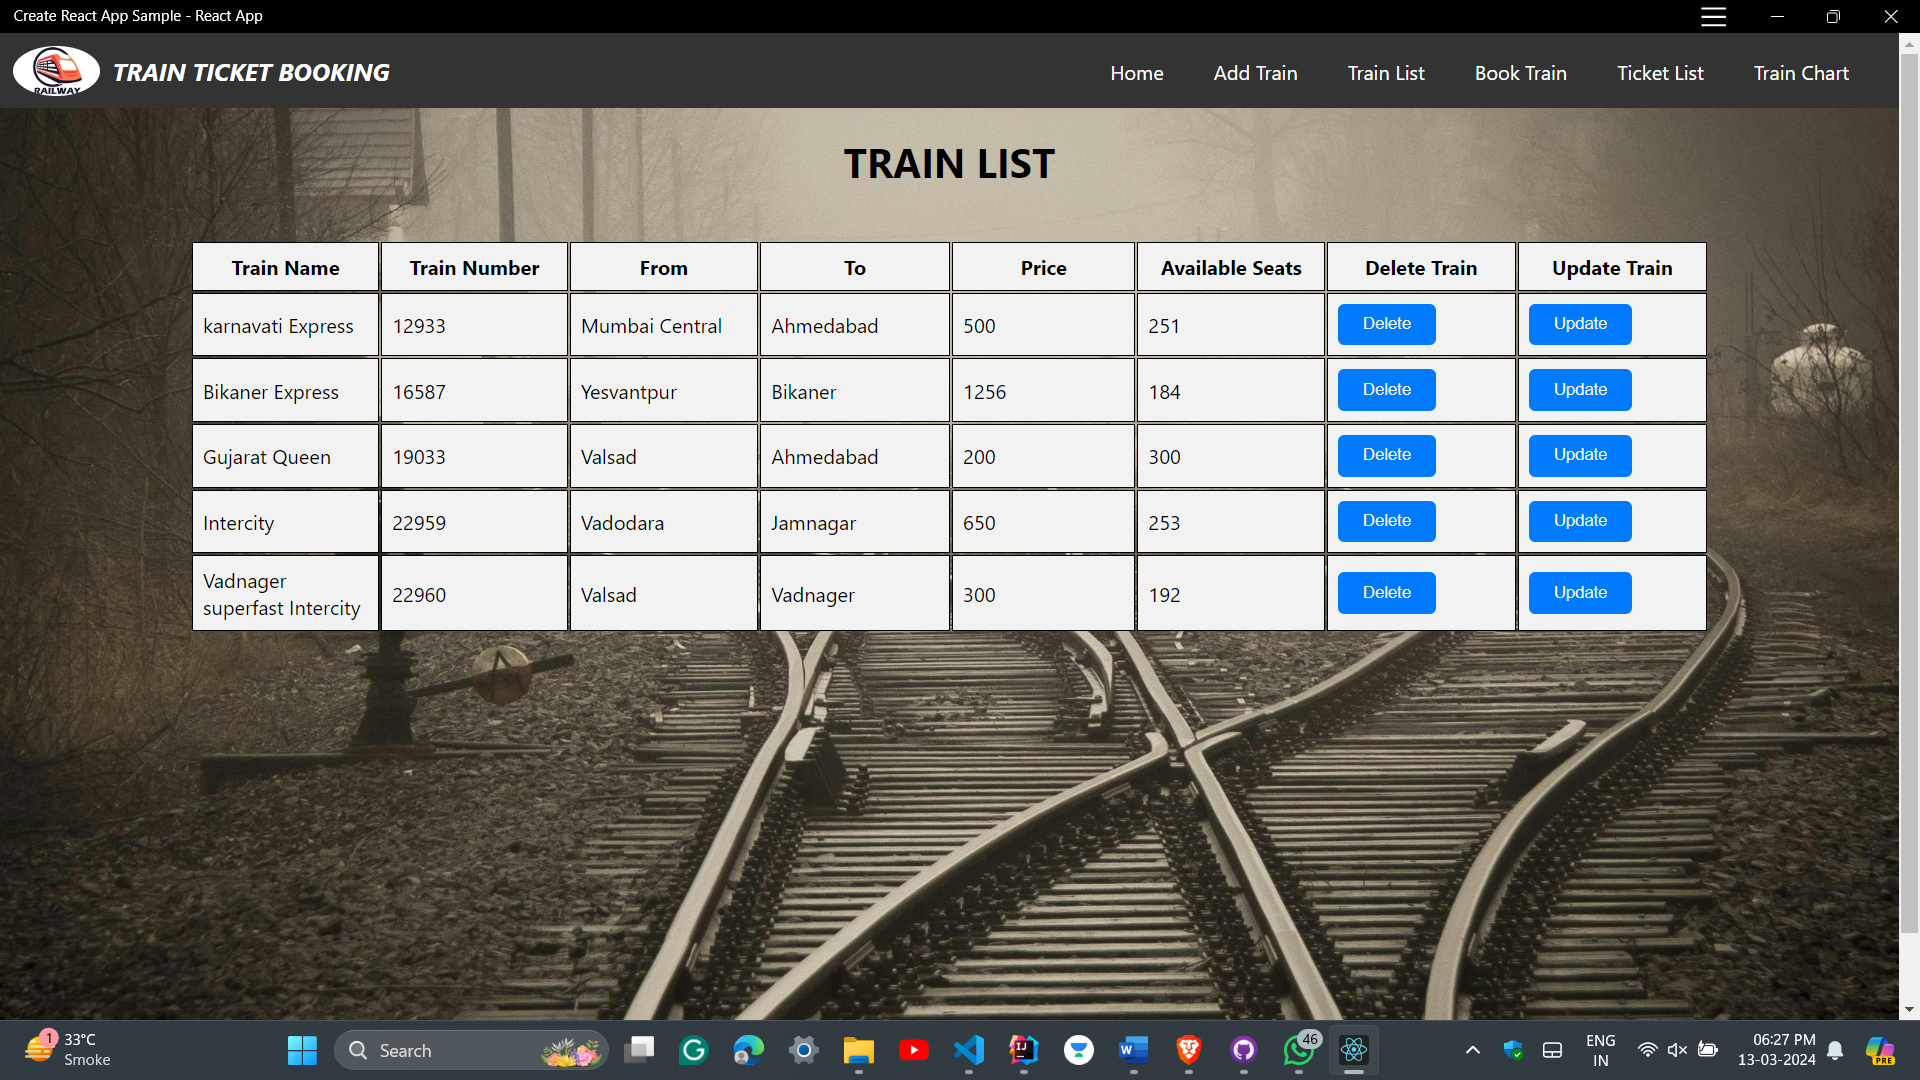 Create React App Sample - React App
RAILWAY
TRAIN TICKET BOOKING
Home Add Train Train List Book Train Ticket List Train Chart
TRAIN LIST
Train Name Train Number From To Price Available Seats Delete Train Update Train
karnavati Express 12933 Mumbai Central Ahmedabad 500 251 Delete Update
Bikaner Express 16587 Yesvantpur Bikaner 1256 184 Delete Update
Gujarat Queen 19033 Valsad Ahmedabad 200 300 Delete Update
Intercity 22959 Vadodara Jamnagar 650 253 Delete Update
Vadnager
superfast Intercity 22960 Valsad Vadnager 300 192 Delete Update
1
33°C
Smoke
Search
46
ENG
IN
06:27 PM
13-03-2024
PRE